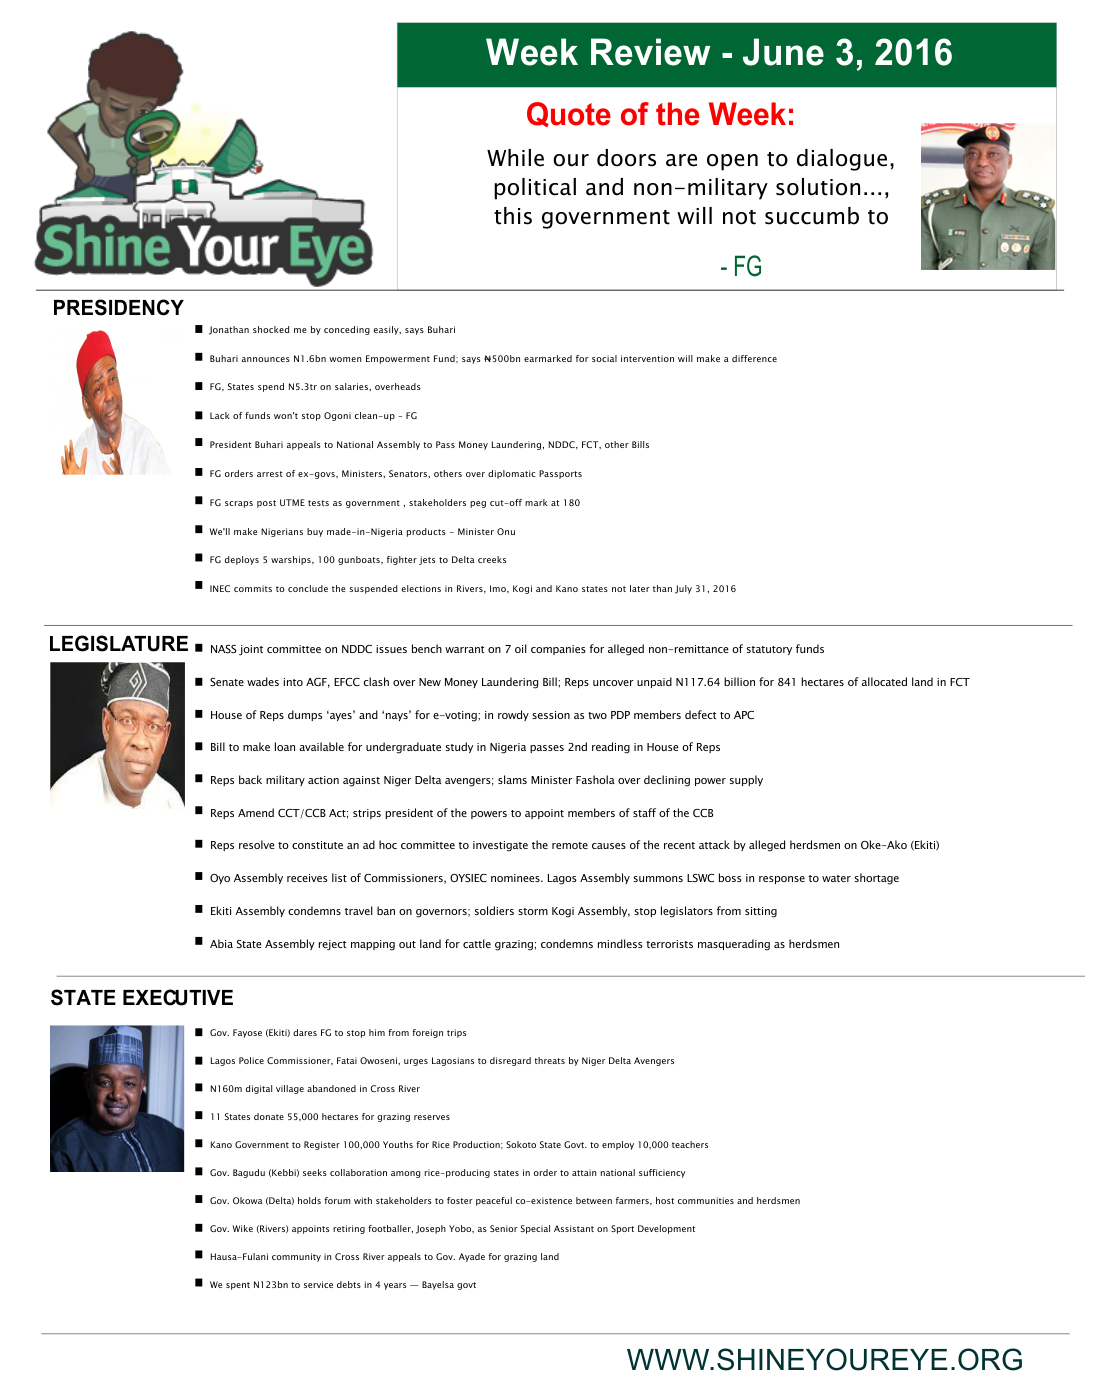 Shine Your Eye
Week Review - June 3, 2016
Quote of the Week:
While our doors are open to dialogue,
political and non-military solution...,
this government will not succumb to
- FG
PRESIDENCY
■ Jonathan shocked me by conceding easily, says Buhari
■ Buhari announces N1.6bn women Empowerment Fund; says ₦500bn earmarked for social intervention will make a difference
■ FG, States spend N5.3tr on salaries, overheads
■ Lack of funds won't stop Ogoni clean-up – FG
■ President Buhari appeals to National Assembly to Pass Money Laundering, NDDC, FCT, other Bills
■ FG orders arrest of ex-govs, Ministers, Senators, others over diplomatic Passports
■ FG scraps post UTME tests as government , stakeholders peg cut-off mark at 180
■ We'll make Nigerians buy made-in-Nigeria products – Minister Onu
■ FG deploys 5 warships, 100 gunboats, fighter jets to Delta creeks
■ INEC commits to conclude the suspended elections in Rivers, Imo, Kogi and Kano states not later than July 31, 2016
LEGISLATURE
■ NASS joint committee on NDDC issues bench warrant on 7 oil companies for alleged non-remittance of statutory funds
■ Senate wades into AGF, EFCC clash over New Money Laundering Bill; Reps uncover unpaid N117.64 billion for 841 hectares of allocated land in FCT
■ House of Reps dumps ‘ayes’ and ‘nays’ for e-voting; in rowdy session as two PDP members defect to APC
■ Bill to make loan available for undergraduate study in Nigeria passes 2nd reading in House of Reps
■ Reps back military action against Niger Delta avengers; slams Minister Fashola over declining power supply
■ Reps Amend CCT/CCB Act; strips president of the powers to appoint members of staff of the CCB
■ Reps resolve to constitute an ad hoc committee to investigate the remote causes of the recent attack by alleged herdsmen on Oke-Ako (Ekiti)
■ Oyo Assembly receives list of Commissioners, OYSIEC nominees. Lagos Assembly summons LSWC boss in response to water shortage
■ Ekiti Assembly condemns travel ban on governors; soldiers storm Kogi Assembly, stop legislators from sitting
■ Abia State Assembly reject mapping out land for cattle grazing; condemns mindless terrorists masquerading as herdsmen
STATE EXECUTIVE
■ Gov. Fayose (Ekiti) dares FG to stop him from foreign trips
■ Lagos Police Commissioner, Fatai Owoseni, urges Lagosians to disregard threats by Niger Delta Avengers
■ N160m digital village abandoned in Cross River
■ 11 States donate 55,000 hectares for grazing reserves
■ Kano Government to Register 100,000 Youths for Rice Production; Sokoto State Govt. to employ 10,000 teachers
■ Gov. Bagudu (Kebbi) seeks collaboration among rice-producing states in order to attain national sufficiency
■ Gov. Okowa (Delta) holds forum with stakeholders to foster peaceful co-existence between farmers, host communities and herdsmen
■ Gov. Wike (Rivers) appoints retiring footballer, Joseph Yobo, as Senior Special Assistant on Sport Development
■ Hausa-Fulani community in Cross River appeals to Gov. Ayade for grazing land
■ We spent N123bn to service debts in 4 years — Bayelsa govt
WWW.SHINEYOUREYE.ORG